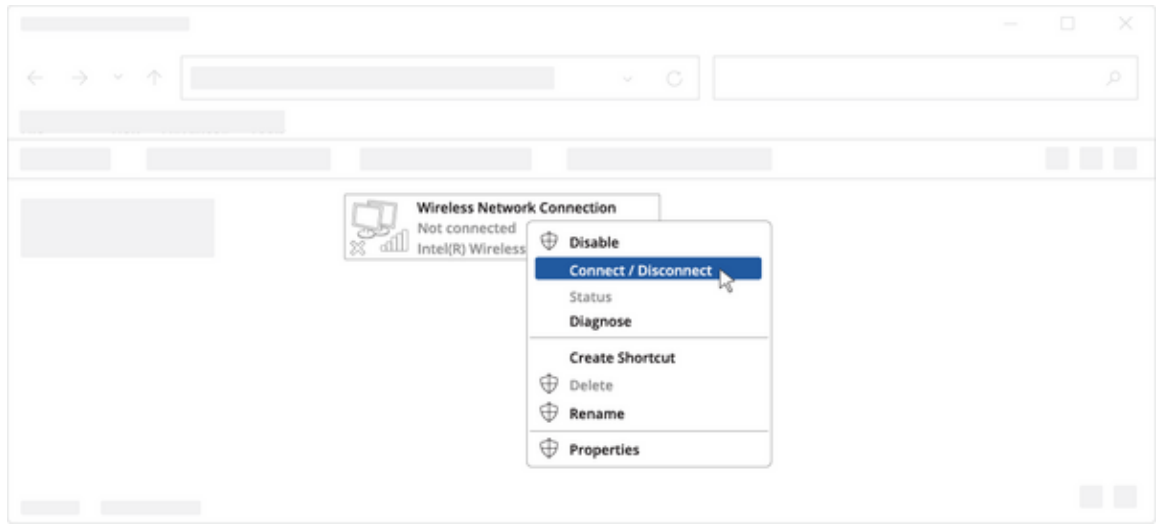 Wireless Network Connection
Not connected
Intel(R) Wireless
Disable
Connect / Disconnect
Status
Diagnose
Create Shortcut
Delete
Rename
Properties